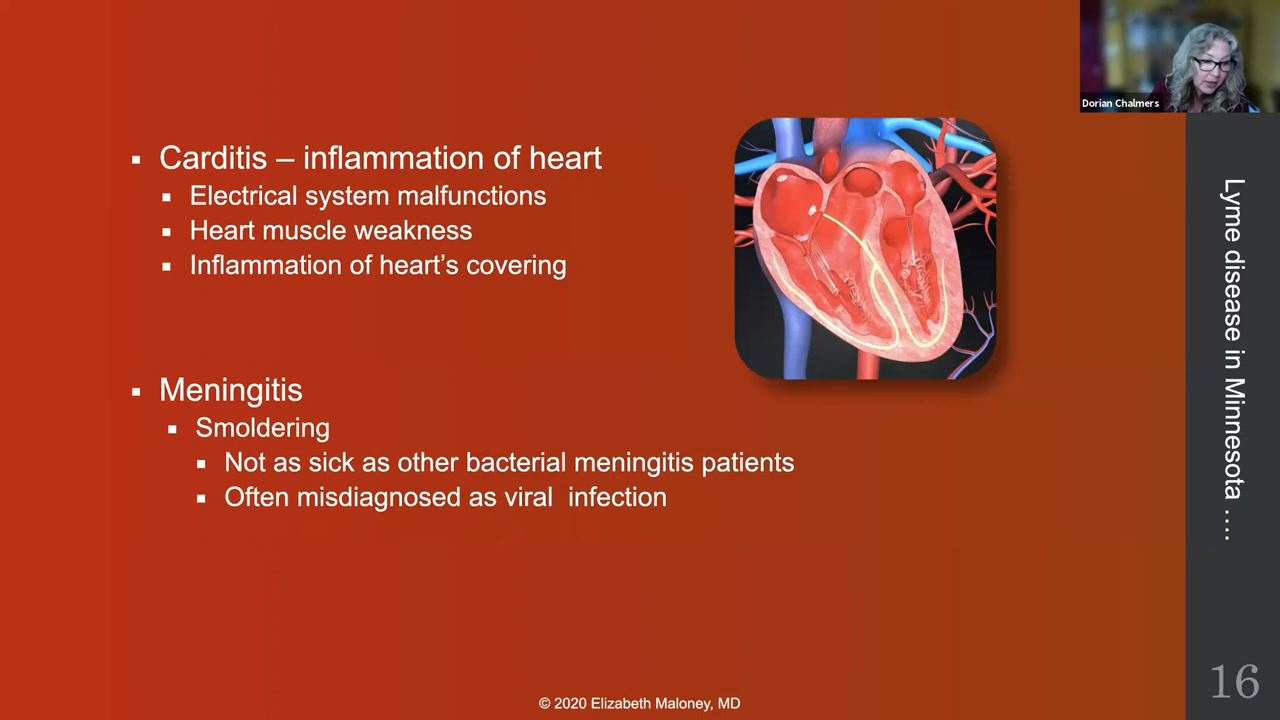 Dorian Chalmers
Carditis – inflammation of heart
Electrical system malfunctions
Heart muscle weakness
Inflammation of heart’s covering
Meningitis
Smoldering
Not as sick as other bacterial meningitis patients
Often misdiagnosed as viral  infection
Lyme disease in Minnesota ....
16
© 2020 Elizabeth Maloney, MD